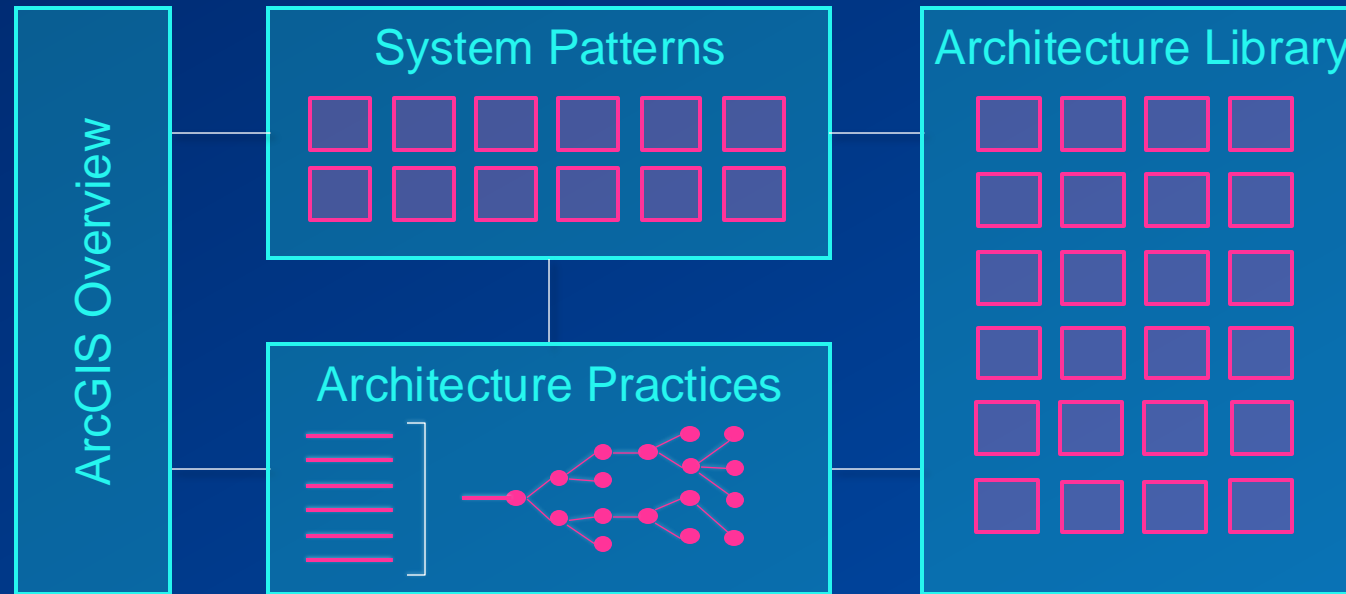 ArcGIS Overview
System Patterns
Architecture Practices
Architecture Library